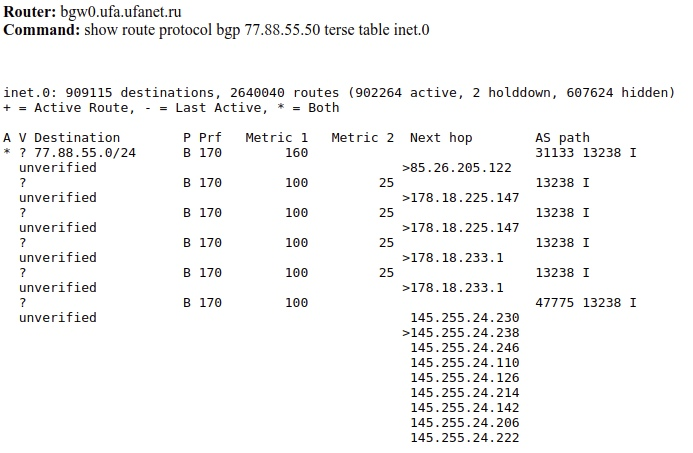 Router: bgw0.ufa.ufanet.ru
Command: show route protocol bgp 77.88.55.50 terse table inet.0
inet.0: 909115 destinations, 2640040 routes (902264 active, 2 holddown, 607624 hidden)
+ = Active Route, - = Last Active, * = Both
A V Destination        P Prf   Metric 1   Metric 2  Next hop        AS path
* ? 77.88.55.0/24      B 170        160                             31133 13238 I
  unverified                                       >85.26.205.122
  ?                    B 170        100         25                  13238 I
  unverified                                       >178.18.225.147
  ?                    B 170        100         25                  13238 I
  unverified                                       >178.18.225.147
  ?                    B 170        100         25                  13238 I
  unverified                                       >178.18.233.1
  ?                    B 170        100         25                  13238 I
  unverified                                       >178.18.233.1
  ?                    B 170        100                             47775 13238 I
  unverified                                        145.255.24.230
                                                   >145.255.24.238
                                                    145.255.24.246
                                                    145.255.24.110
                                                    145.255.24.126
                                                    145.255.24.214
                                                    145.255.24.142
                                                    145.255.24.206
                                                    145.255.24.222